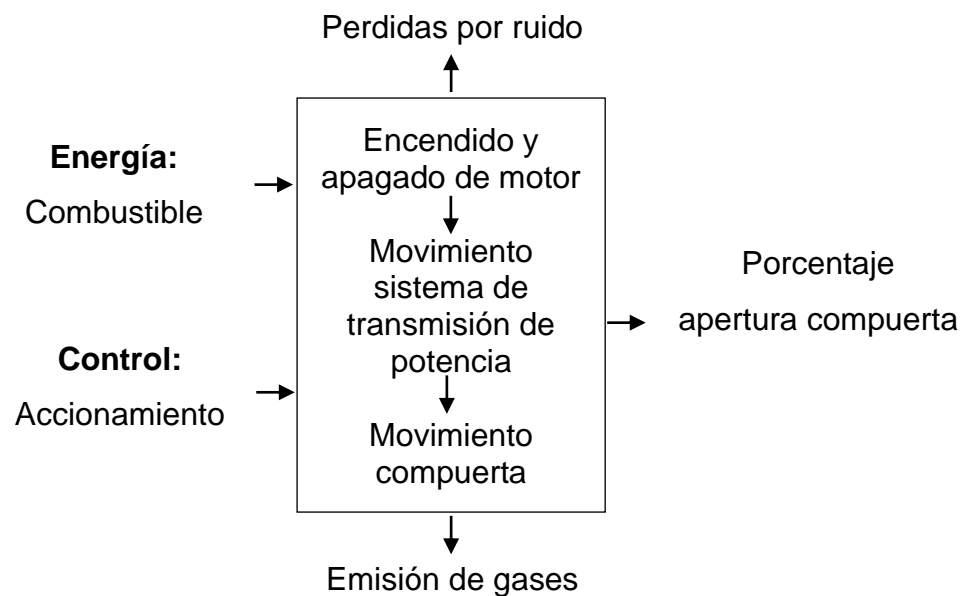 Perdidas por ruido
Energía:
Combustible
Control:
Accionamiento
Encendido y
apagado de motor
Movimiento
sistema de
transmisión de
potencia
Movimiento
compuerta
Porcentaje
apertura compuerta
Emisión de gases